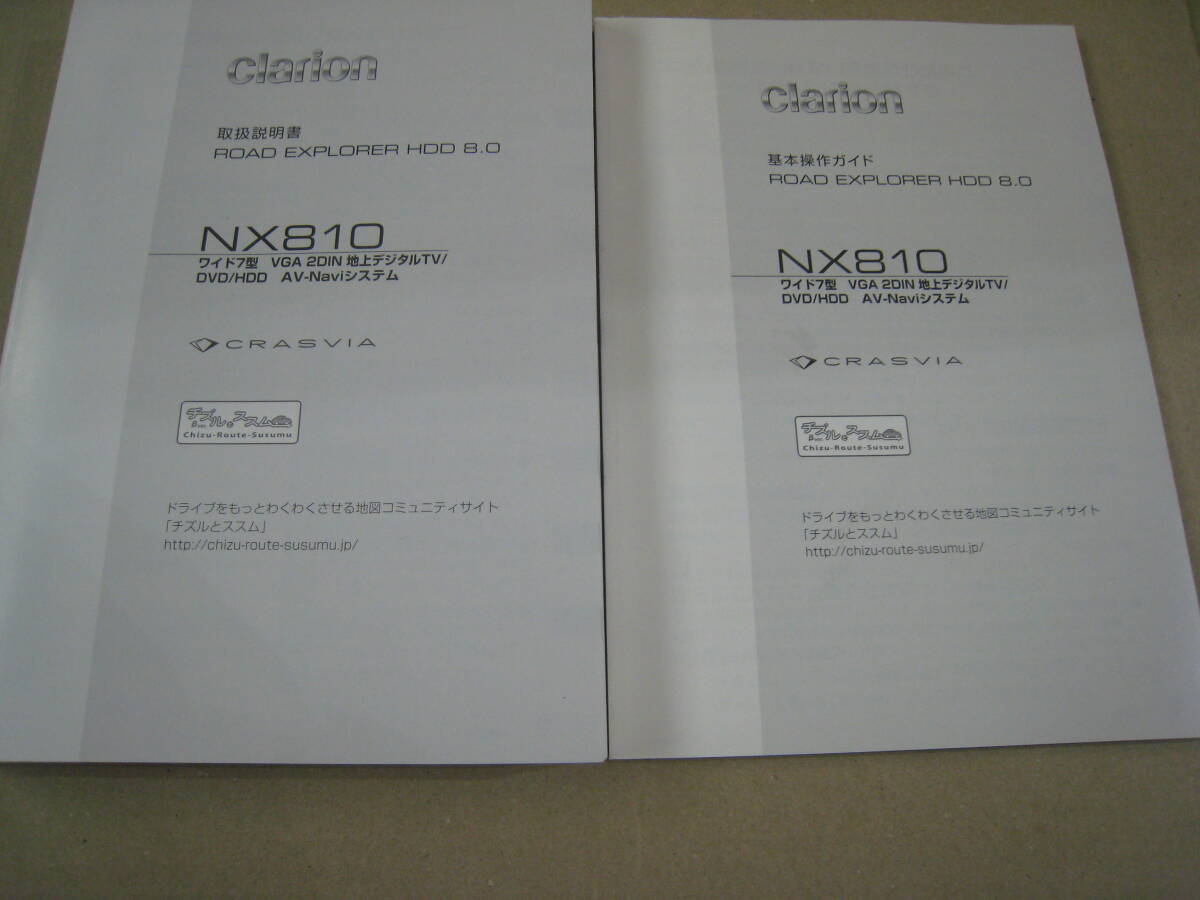 clarion
取扱説明書
ROAD EXPLORER HDD 8.0
NX810
ワイド7型 VGA 2DIN 地上デジタルTV/
DVD/HDD AV-Naviシステム
CRASVIA
チズルとススム
Chizu-Route-Susumu
ドライブをもっとわくわくさせる地図コミュニティサイト
「チズルとススム」
http://chizu-route-susumu.jp/
clarion
基本操作ガイド
ROAD EXPLORER HDD 8.0
NX810
ワイド7型 VGA 2DIN 地上デジタルTV/
DVD/HDD AV-Naviシステム
CRASVIA
チズルとススム
Chizu-Route-Susumu
ドライブをもっとわくわくさせる地図コミュニティサイト
「チズルとススム」
http://chizu-route-susumu.jp/